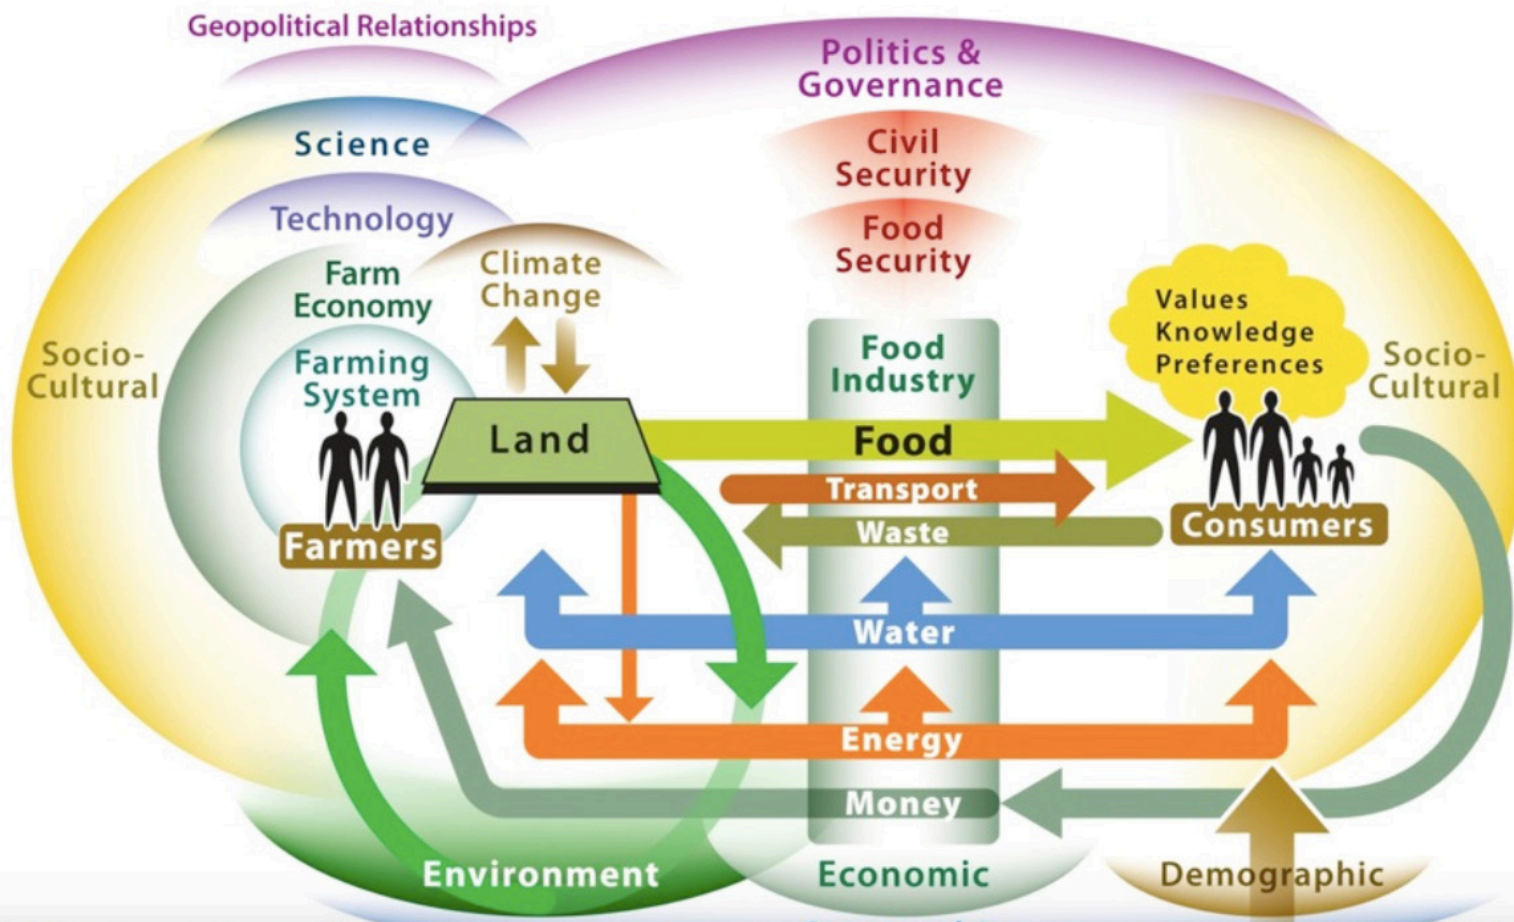 Geopolitical Relationships
Politics &
Governance
Science
Civil
Security
Technology
Food
Security
Climate
Change
Farm
Economy
Values
Knowledge
Preferences
Socio-
Cultural
Farming
System
Food
Industry
Socio-
Cultural
Land
Food
Transport
Waste
Farmers
Consumers
Water
Energy
Money
Environment
Economic
Demographic